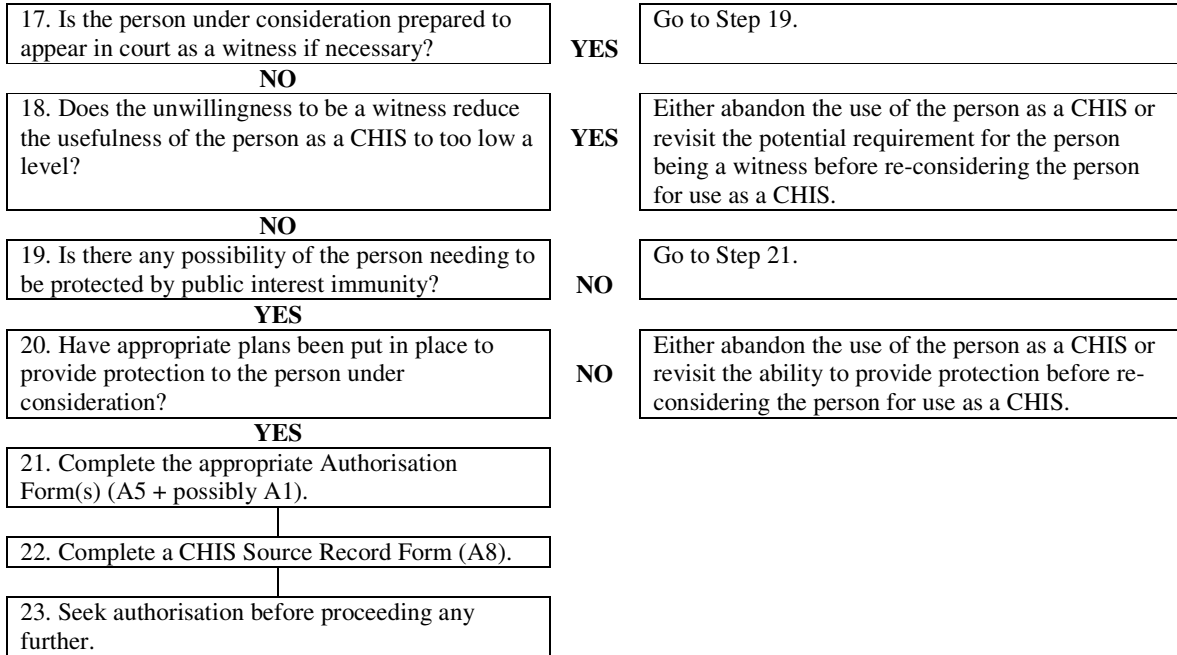 17. Is the person under consideration prepared to
appear in court as a witness if necessary?
YES
Go to Step 19.
NO
18. Does the unwillingness to be a witness reduce
the usefulness of the person as a CHIS to too low a
level?
YES
Either abandon the use of the person as a CHIS or
revisit the potential requirement for the person
being a witness before re-considering the person
for use as a CHIS.
NO
19. Is there any possibility of the person needing to
be protected by public interest immunity?
NO
Go to Step 21.
YES
20. Have appropriate plans been put in place to
provide protection to the person under
consideration?
NO
Either abandon the use of the person as a CHIS or
revisit the ability to provide protection before re-
considering the person for use as a CHIS.
YES
21. Complete the appropriate Authorisation
Form(s) (A5 + possibly A1).
22. Complete a CHIS Source Record Form (A8).
23. Seek authorisation before proceeding any
further.